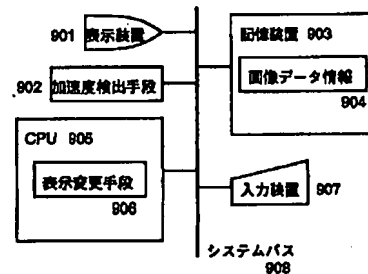 901 表示装置
902 加速度検出手段
記憶装置 903
画像データ情報
904
CPU 905
表示変更手段
906
入力装置 907
システムバス
908